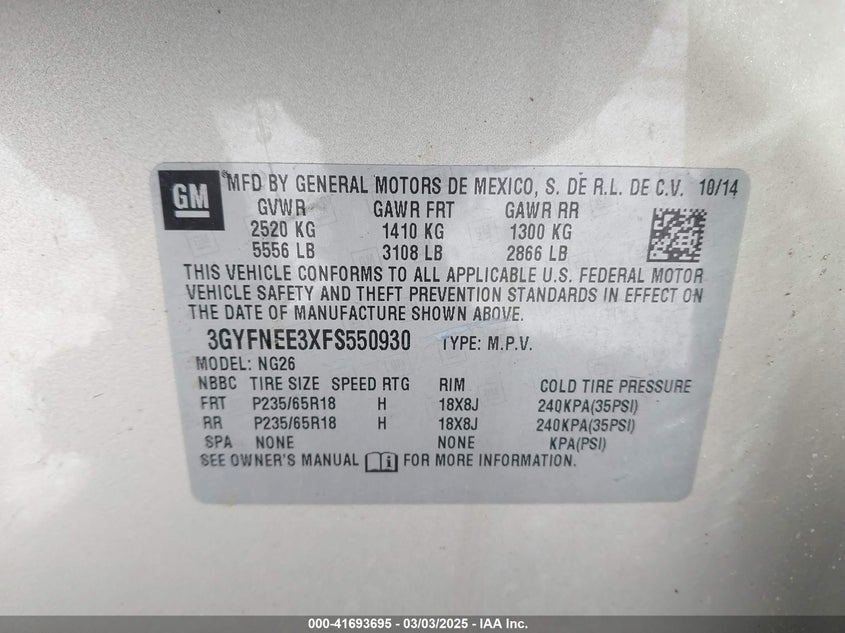 GM MFD BY GENERAL MOTORS DE MEXICO, S. DE R.L. DE C.V. 10/14
GVWR GAWR FRT GAWR RR
2520 KG 1410 KG 1300 KG
5556 LB 3108 LB 2866 LB
THIS VEHICLE CONFORMS TO ALL APPLICABLE U.S. FEDERAL MOTOR
VEHICLE SAFETY AND THEFT PREVENTION STANDARDS IN EFFECT ON
THE DATE OF MANUFACTURE SHOWN ABOVE.
3GYFNEE3XFS550930 TYPE: M.P.V.
MODEL: NG26
NBBC TIRE SIZE SPEED RTG RIM COLD TIRE PRESSURE
FRT P235/65R18 H 18X8J 240KPA(35PSI)
RR P235/65R18 H 18X8J 240KPA(35PSI)
SPA NONE NONE KPA(PSI)
SEE OWNER'S MANUAL FOR MORE INFORMATION.
000-41693695 - 03/03/2025 - IAA Inc.